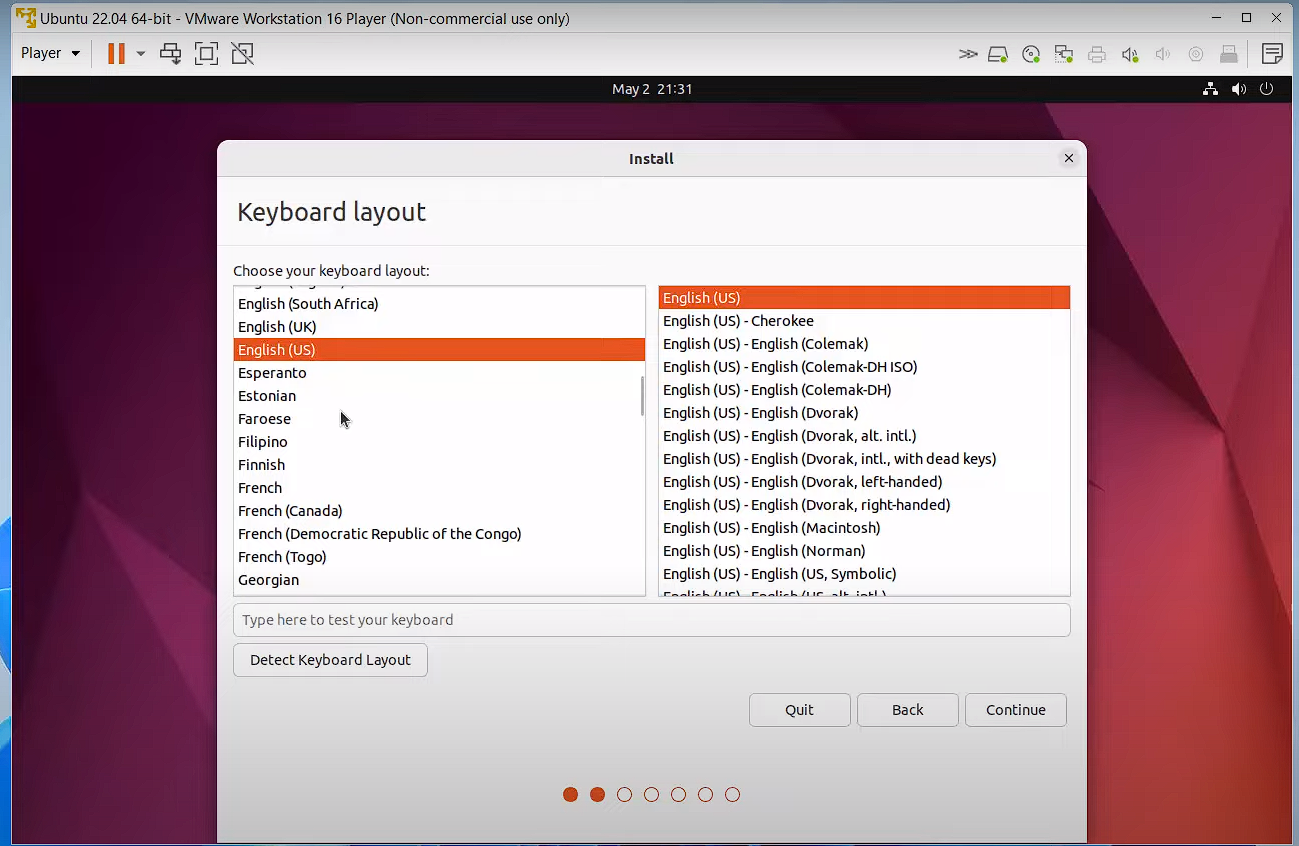 Ubuntu 22.04 64-bit - VMware Workstation 16 Player (Non-commercial use only)
Player
May 2 21:31
Install
Keyboard layout
Choose your keyboard layout:
English (South Africa)
English (UK)
English (US)
Esperanto
Estonian
Faroese
Filipino
Finnish
French
French (Canada)
French (Democratic Republic of the Congo)
French (Togo)
Georgian
English (US)
English (US) - Cherokee
English (US) - English (Colemak)
English (US) - English (Colemak-DH ISO)
English (US) - English (Colemak-DH)
English (US) - English (Dvorak)
English (US) - English (Dvorak, alt. intl.)
English (US) - English (Dvorak, intl., with dead keys)
English (US) - English (Dvorak, left-handed)
English (US) - English (Dvorak, right-handed)
English (US) - English (Macintosh)
English (US) - English (Norman)
English (US) - English (US, Symbolic)
English (US) - English (US, alt. intl.)
Type here to test your keyboard
Detect Keyboard Layout
Quit
Back
Continue